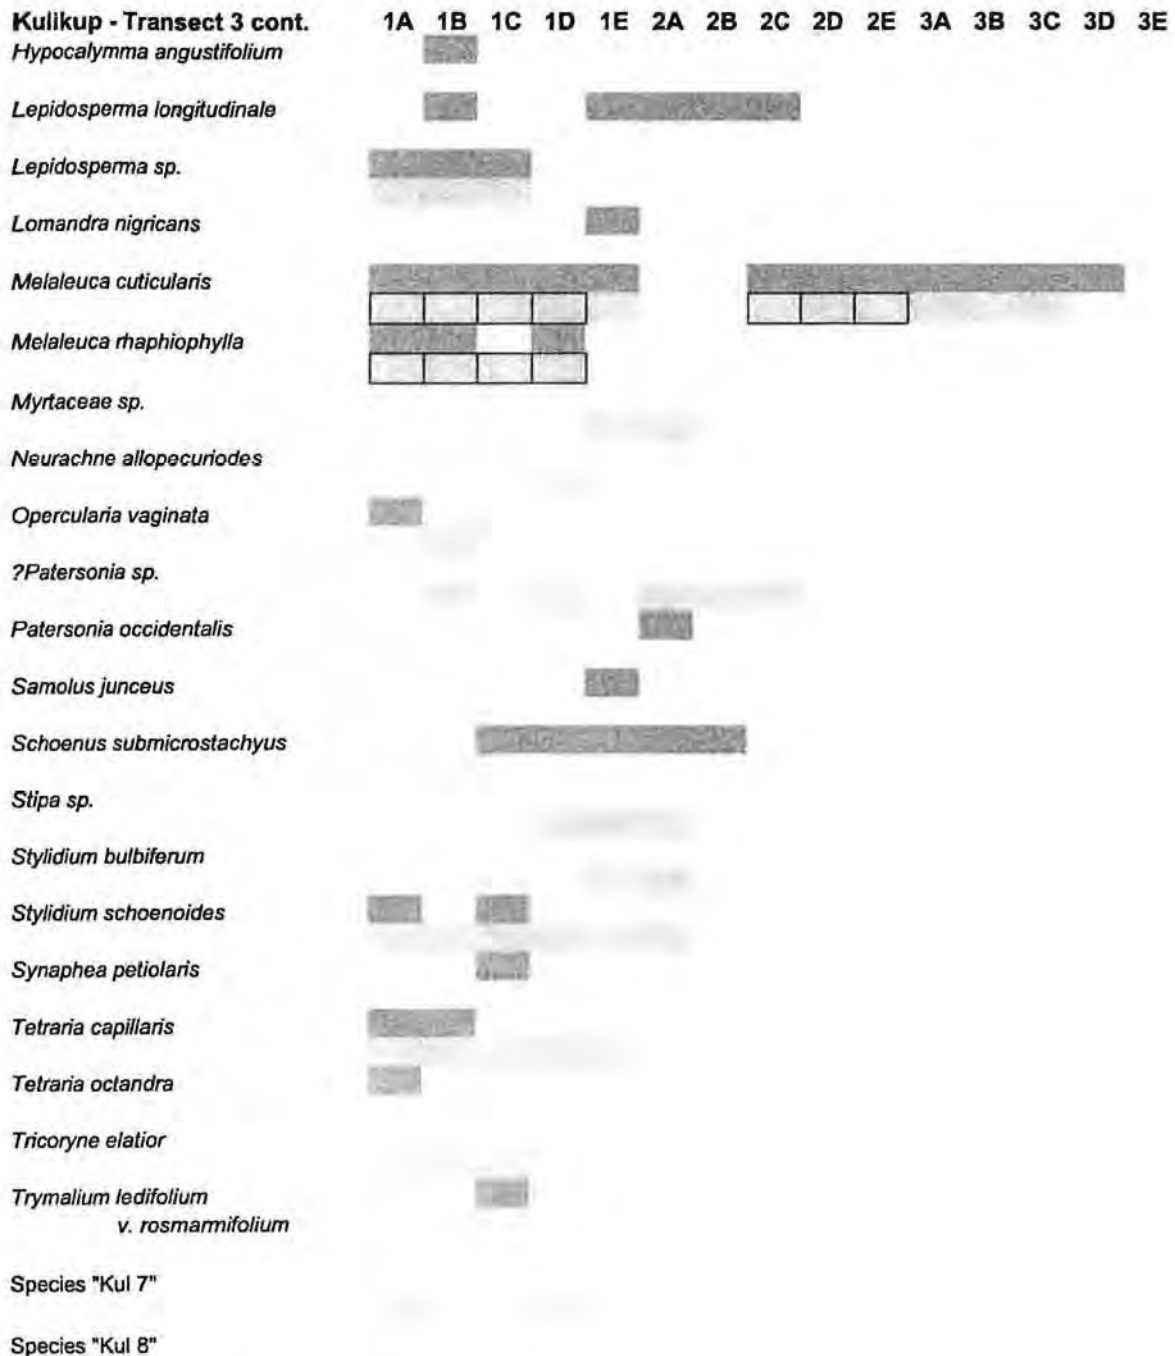 Kulikup - Transect 3 cont. 1A 1B 1C 1D 1E 2A 2B 2C 2D 2E 3A 3B 3C 3D 3E
Hypocalymma angustifolium
Lepidosperma longitudinale
Lepidosperma sp.
Lomandra nigricans
Melaleuca cuticularis
Melaleuca rhaphiophylla
Myrtaceae sp.
Neurachne allopecuriodes
Opercularia vaginata
?Patersonia sp.
Patersonia occidentalis
Samolus junceus
Schoenus submicrostachyus
Stipa sp.
Stylidium bulbiferum
Stylidium schoenoides
Synaphea petiolaris
Tetraria capillaris
Tetraria octandra
Tricoryne elatior
Trymalium ledifolium
v. rosmarmifolium
Species "Kul 7"
Species "Kul 8"